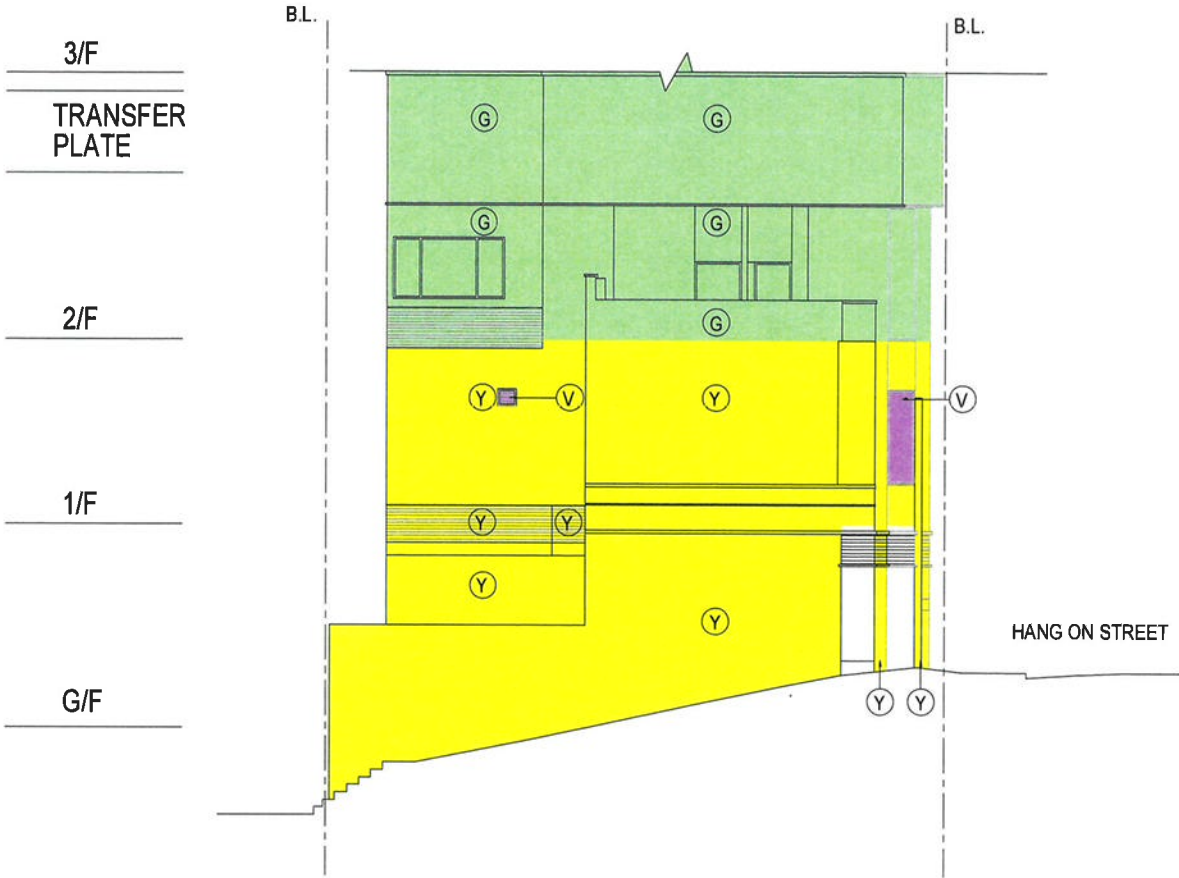 B.L.
B.L.
3/F
TRANSFER
PLATE
G
G
G
G
2/F
G
Y
V
Y
V
1/F
Y
Y
Y
Y
HANG ON STREET
G/F
Y
Y